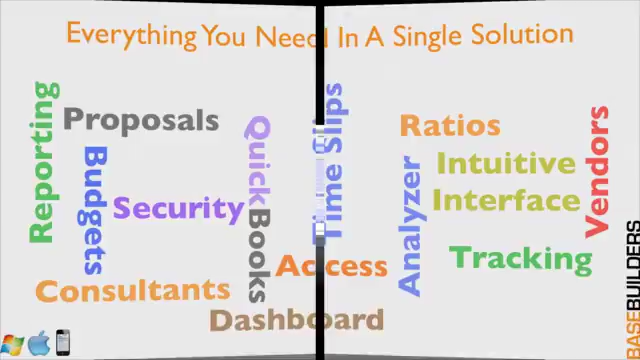 Everything You Need In A Single Solution
Reporting
Proposals
Budgets
Security
QuickBooks
Time Slips
Access
Consultants
Dashboard
Ratios
Intuitive
Interface
Analyzer
Tracking
Vendors
BASEBUILDERS